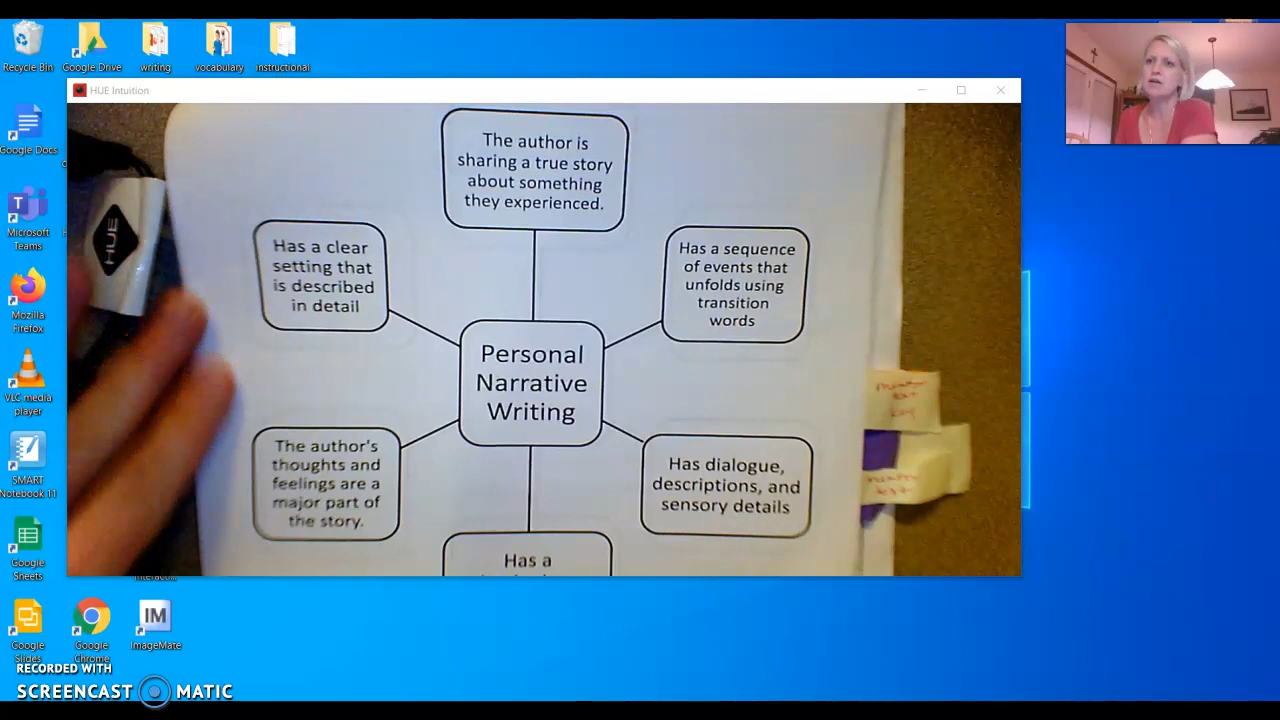 Recycle Bin
Google Drive
writing
vocabulary
instructional
HUE Intuition
Google Docs
Microsoft
Teams
Mozilla
Firefox
VLC media
player
SMART
Notebook 11
Google
Sheets
Google
Slides
Google
Chrome
IM
ImageMate
HUE
The author is
sharing a true story
about something
they experienced.
Has a clear
setting that
is described
in detail
Has a sequence
of events that
unfolds using
transition
words
Personal
Narrative
Writing
The author's
thoughts and
feelings are a
major part of
the story.
Has dialogue,
descriptions, and
sensory details
Has a
RECORDED WITH
SCREENCAST MATIC